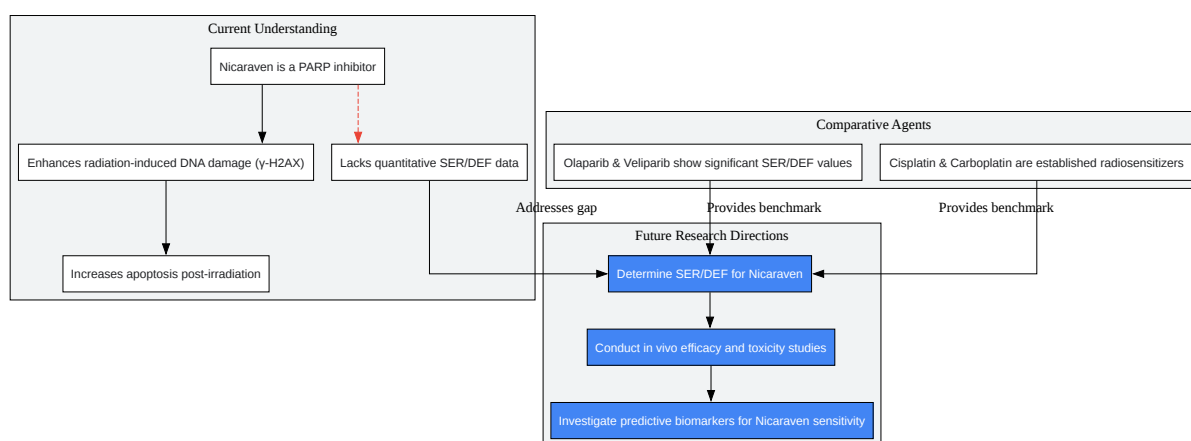 Current Understanding
Nicaraven is a PARP inhibitor
Enhances radiation-induced DNA damage (γ-H2AX)
Lacks quantitative SER/DEF data
Increases apoptosis post-irradiation
Comparative Agents
Olaparib & Veliparib show significant SER/DEF values
Cisplatin & Carboplatin are established radiosensitizers
Addresses gap
Provides benchmark
Provides benchmark
Future Research Directions
Determine SER/DEF for Nicaraven
Conduct in vivo efficacy and toxicity studies
Investigate predictive biomarkers for Nicaraven sensitivity